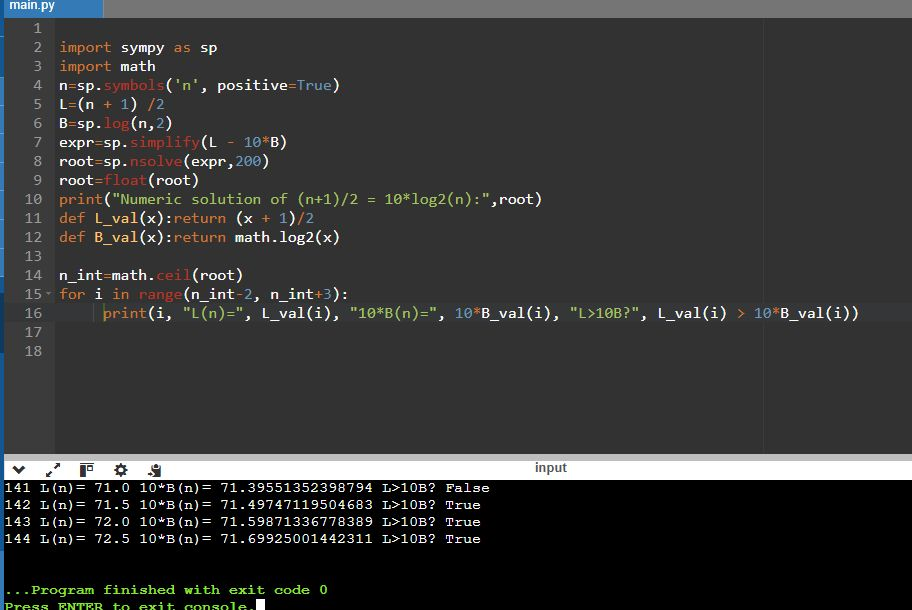 main.py
1
2 import sympy as sp
3 import math
4 n=sp.symbols('n', positive=True)
5 L=(n + 1) /2
6 B=sp.log(n,2)
7 expr=sp.simplify(L - 10*B)
8 root=sp.nsolve(expr,200)
9 root=float(root)
10 print("Numeric solution of (n+1)/2 = 10*log2(n):",root)
11 def L_val(x):return (x + 1)/2
12 def B_val(x):return math.log2(x)
13
14 n_int=math.ceil(root)
15 for i in range(n_int-2, n_int+3):
16 print(i, "L(n)=", L_val(i), "10*B(n)=", 10*B_val(i), "L>10B?", L_val(i) > 10*B_val(i))
17
18
input
141 L(n)= 71.0 10*B(n)= 71.39551352398794 L>10B? False
142 L(n)= 71.5 10*B(n)= 71.49747119504683 L>10B? True
143 L(n)= 72.0 10*B(n)= 71.59871336778389 L>10B? True
144 L(n)= 72.5 10*B(n)= 71.69925001442311 L>10B? True
...Program finished with exit code 0
Press ENTER to exit console.